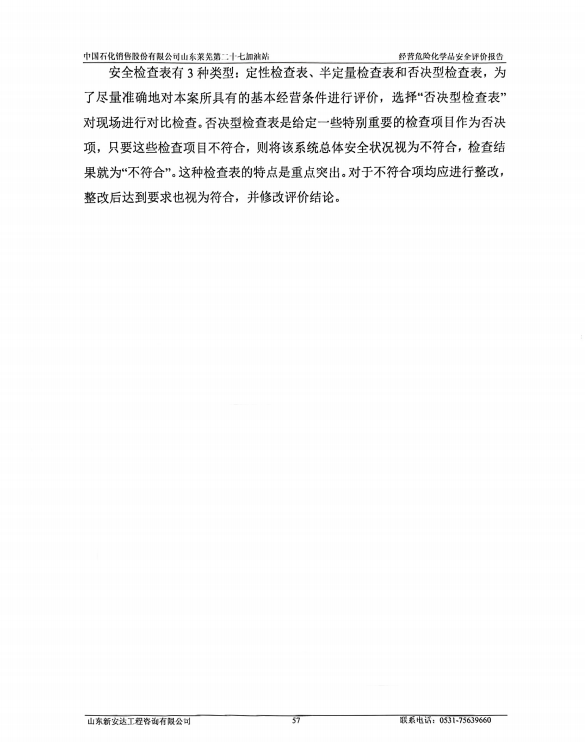 中国石化销售股份有限公司山东莱芜第二十七加油站 经营危险化学品安全评价报告
安全检查表有 3 种类型：定性检查表、半定量检查表和否决型检查表，为
了尽量准确地对本案所具有的基本经营条件进行评价，选择“否决型检查表”
对现场进行对比检查。否决型检查表是给定一些特别重要的检查项目作为否决
项，只要这些检查项目不符合，则将该系统总体安全状况视为不符合，检查结
果就为“不符合”。这种检查表的特点是重点突出。对于不符合项均应进行整改，
整改后达到要求也视为符合，并修改评价结论。
山东新安达工程咨询有限公司 57 联系电话：0531-75639660